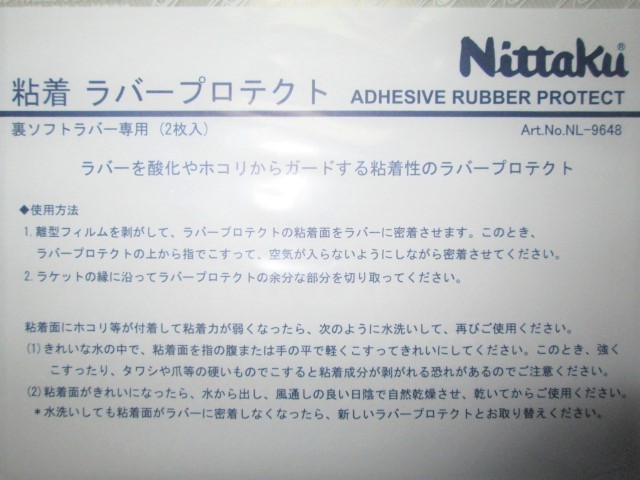 Nittaku®
粘着 ラバープロテクト ADHESIVE RUBBER PROTECT
裏ソフトラバー専用 (2枚入) Art.No.NL-9648
ラバーを酸化やホコリからガードする粘着性のラバープロテクト
◆使用方法
1. 離型フィルムを剥がして、ラバープロテクトの粘着面をラバーに密着させます。このとき、
ラバープロテクトの上から指でこすって、空気が入らないようにしながら密着させてください。
2. ラケットの縁に沿ってラバープロテクトの余分な部分を切り取ってください。
粘着面にホコリ等が付着して粘着力が弱くなったら、次のように水洗いして、再びご使用ください。
(1) きれいな水の中で、粘着面を指の腹または手の平で軽くこすってきれいにしてください。このとき、強く
こすったり、タワシや爪等の硬いものでこすると粘着成分が剥がれる恐れがあるのでご注意ください。
(2) 粘着面がきれいになったら、水から出し、風通しの良い日陰で自然乾燥させ、乾いてからご使用ください。
*水洗いしても粘着面がラバーに密着しなくなったら、新しいラバープロテクトとお取り替えください。